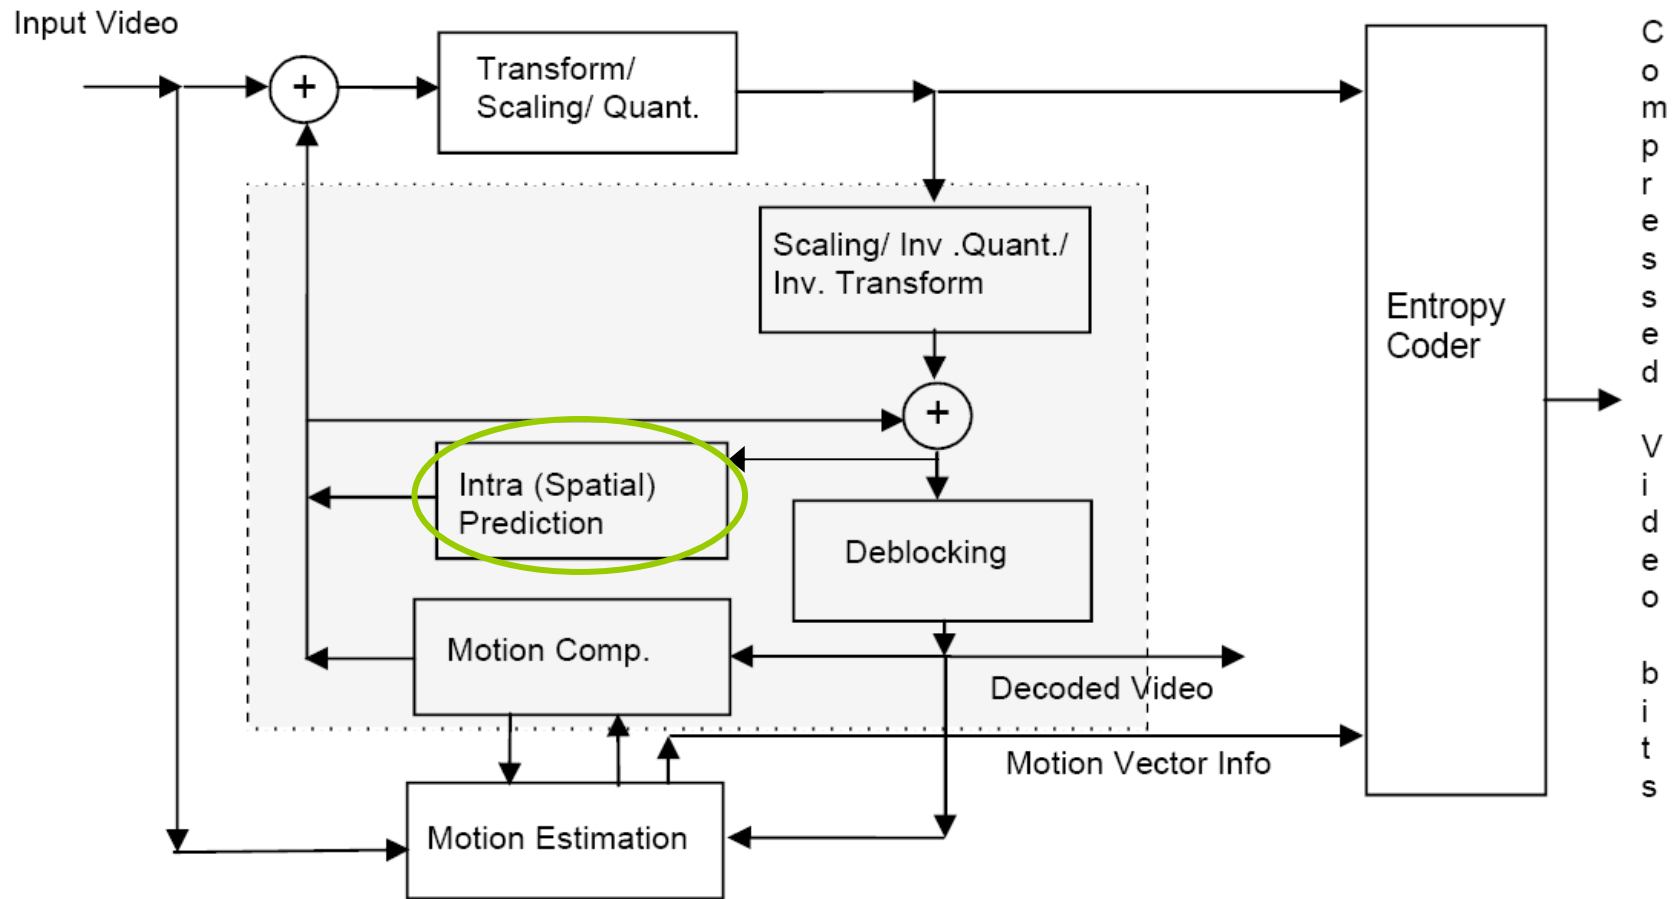 Input Video
+
Transform/
Scaling/ Quant.
Scaling/ Inv .Quant./
Inv. Transform
+
Intra (Spatial)
Prediction
Deblocking
Motion Comp.
Decoded Video
Motion Vector Info
Motion Estimation
Entropy
Coder
Compressed Video bits